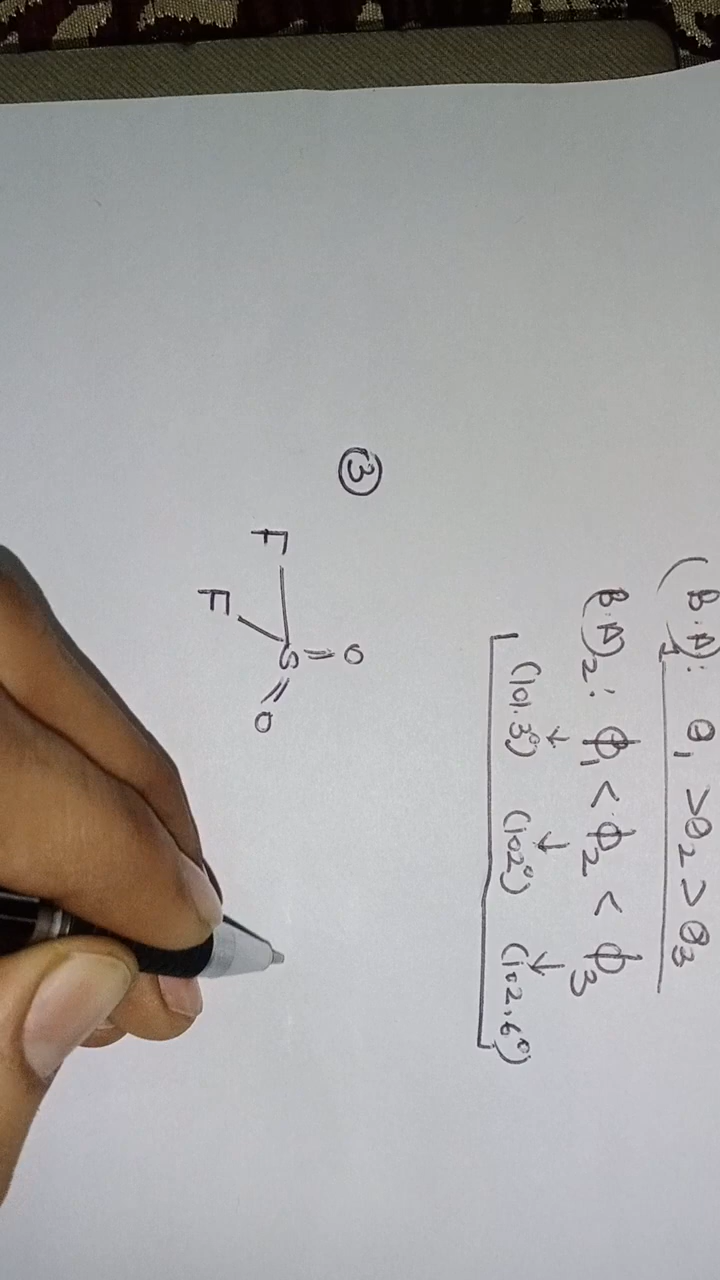 (B.A)₁: θ₁ > θ₂ > θ₃
B.A)₂: ϕ₁ < ϕ₂ < ϕ₃
↓ ↓ ↓
(101.3°) (102°) (102.6°)
③
O
F S O
F